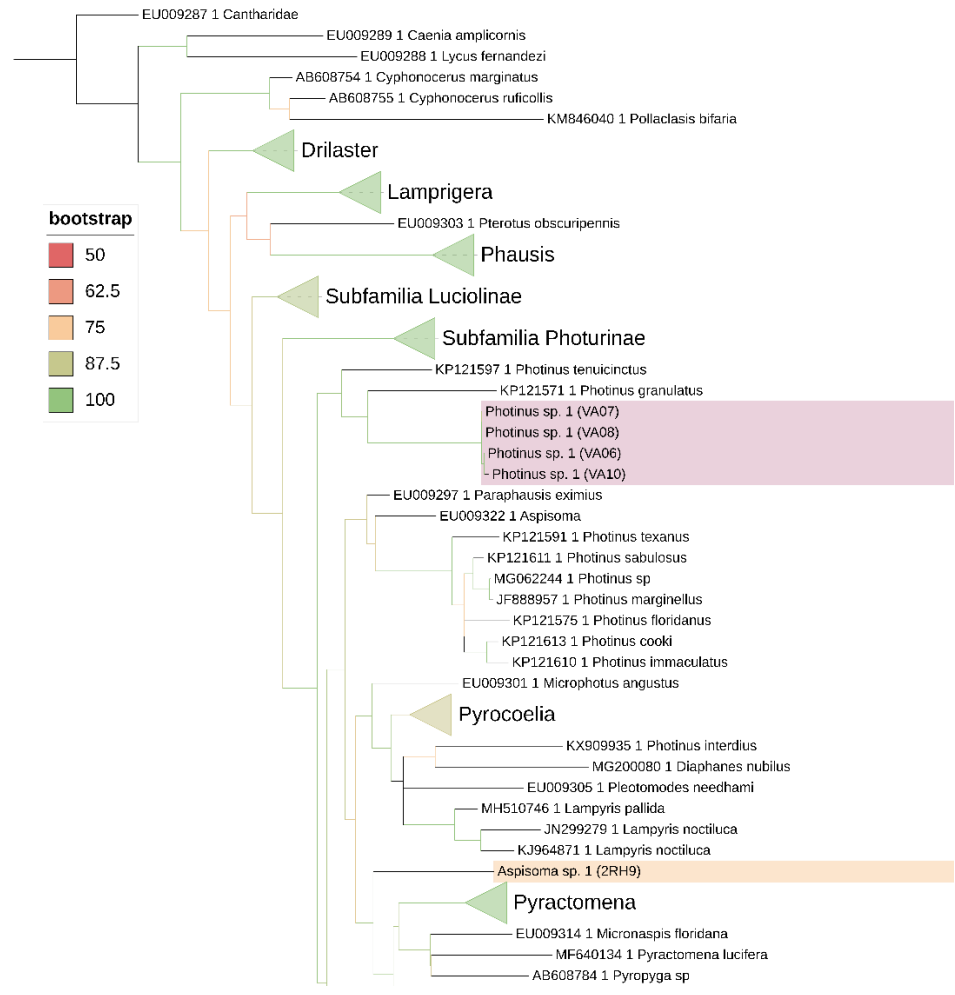 EU009287 1 Cantharidae
EU009289 1 Caenia amplicornis
EU009288 1 Lycus fernandezi
AB608754 1 Cyphonocerus marginatus
AB608755 1 Cyphonocerus ruficollis
KM846040 1 Pollaclasis bifaria
Drilaster
Lamprigera
bootstrap
50
62.5
75
87.5
100
EU009303 1 Pterotus obscuripennis
Phausis
Subfamilia Luciolinae
Subfamilia Photurinae
KP121597 1 Photinus tenuicinctus
KP121571 1 Photinus granulatus
Photinus sp. 1 (VA07)
Photinus sp. 1 (VA08)
Photinus sp. 1 (VA06)
Photinus sp. 1 (VA10)
EU009297 1 Paraphausis eximius
EU009322 1 Aspisoma
KP121591 1 Photinus texanus
KP121611 1 Photinus sabulosus
MG062244 1 Photinus sp
JF888957 1 Photinus marginellus
KP121575 1 Photinus floridanus
KP121613 1 Photinus cooki
KP121610 1 Photinus immaculatus
EU009301 1 Microphotus angustus
Pyrocoelia
KX909935 1 Photinus interdius
MG200080 1 Diaphanes nubilus
EU009305 1 Pleotomodes needhami
MH510746 1 Lampyris pallida
JN299279 1 Lampyris noctiluca
KJ964871 1 Lampyris noctiluca
Aspisoma sp. 1 (2RH9)
Pyractomena
EU009314 1 Micronaspis floridana
MF640134 1 Pyractomena lucifera
AB608784 1 Pyropyga sp